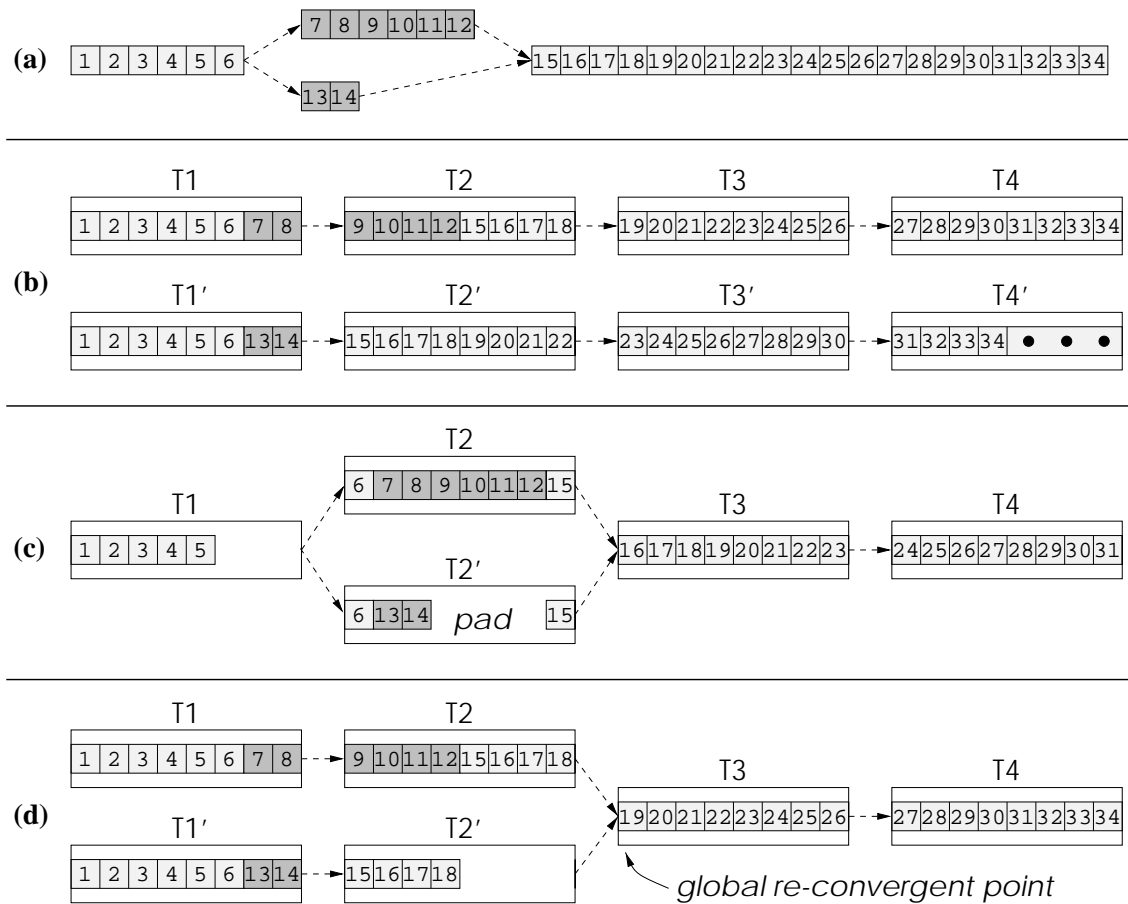 7 8 9 10 11 12
(a) 1 2 3 4 5 6 15 16 17 18 19 20 21 22 23 24 25 26 27 28 29 30 31 32 33 34
13 14
T1 T2 T3 T4
1 2 3 4 5 6 7 8 9 10 11 12 15 16 17 18 19 20 21 22 23 24 25 26 27 28 29 30 31 32 33 34
(b)
T1' T2' T3' T4'
1 2 3 4 5 6 13 14 15 16 17 18 19 20 21 22 23 24 25 26 27 28 29 30 31 32 33 34 • • •
T2
6 7 8 9 10 11 12 15
T1 T3 T4
(c) 1 2 3 4 5 16 17 18 19 20 21 22 23 24 25 26 27 28 29 30 31
T2'
6 13 14 pad 15
T1 T2
1 2 3 4 5 6 7 8 9 10 11 12 15 16 17 18
T3 T4
(d) 19 20 21 22 23 24 25 26 27 28 29 30 31 32 33 34
T1' T2'
1 2 3 4 5 6 13 14 15 16 17 18
global re-convergent point